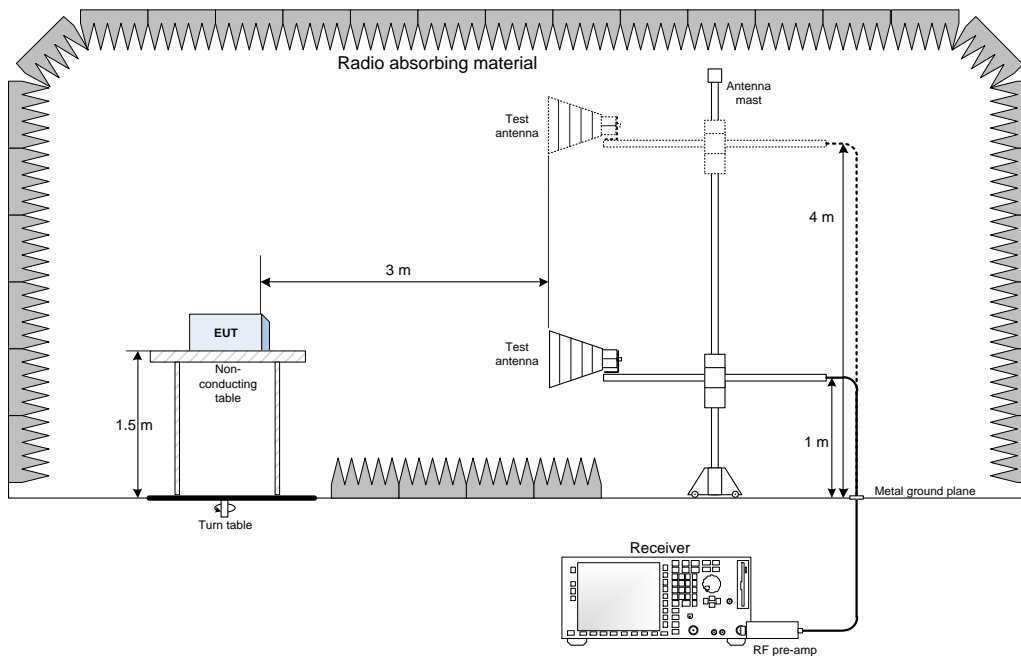 Radio absorbing material
Antenna
mast
Test
antenna
4 m
3 m
EUT
Test
antenna
Non-
conducting
table
1.5 m
1 m
Metal ground plane
Turn table
Receiver
RF pre-amp